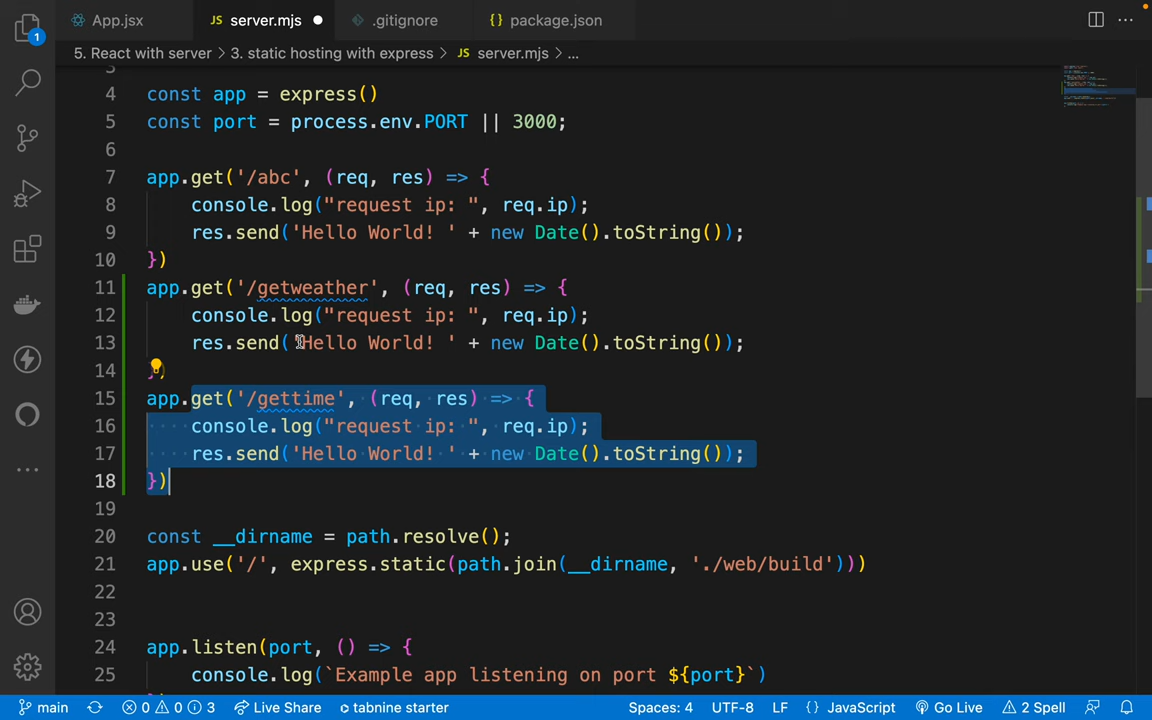 App.jsx
JS server.mjs
.gitignore
{} package.json
1
5. React with server > 3. static hosting with express > JS server.mjs > ...
3
4 const app = express()
5 const port = process.env.PORT || 3000;
6
7 app.get('/abc', (req, res) => {
8 console.log("request ip: ", req.ip);
9 res.send('Hello World! ' + new Date().toString());
10 })
11 app.get('/getweather', (req, res) => {
12 console.log("request ip: ", req.ip);
13 res.send('Hello World! ' + new Date().toString());
14 })
15 app.get('/gettime', (req, res) => {
16 console.log("request ip: ", req.ip);
17 res.send('Hello World! ' + new Date().toString());
18 })
19
20 const __dirname = path.resolve();
21 app.use('/', express.static(path.join(__dirname, './web/build')))
22
23
24 app.listen(port, () => {
25 console.log(`Example app listening on port ${port}`)
main 0 0 3 Live Share tabnine starter Spaces: 4 UTF-8 LF {} JavaScript Go Live 2 Spell